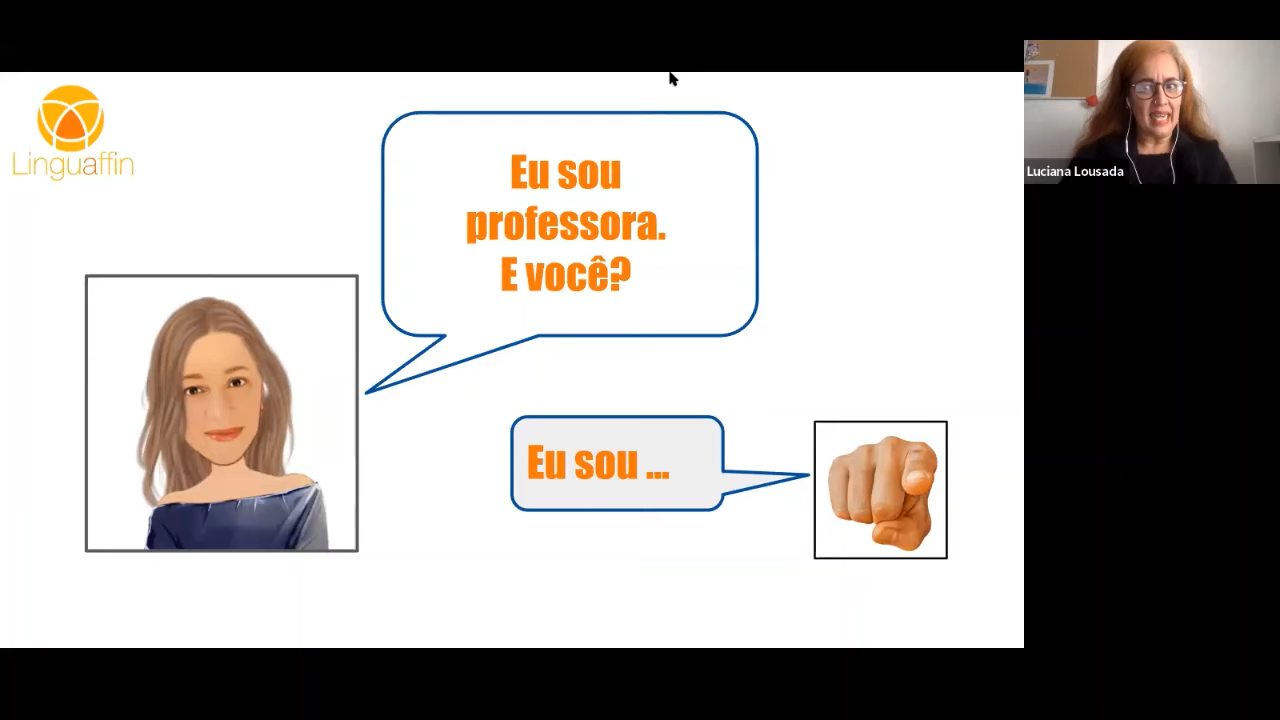 Linguaffin
Eu sou
professora.
E você?
Eu sou ...
Luciana Lousada